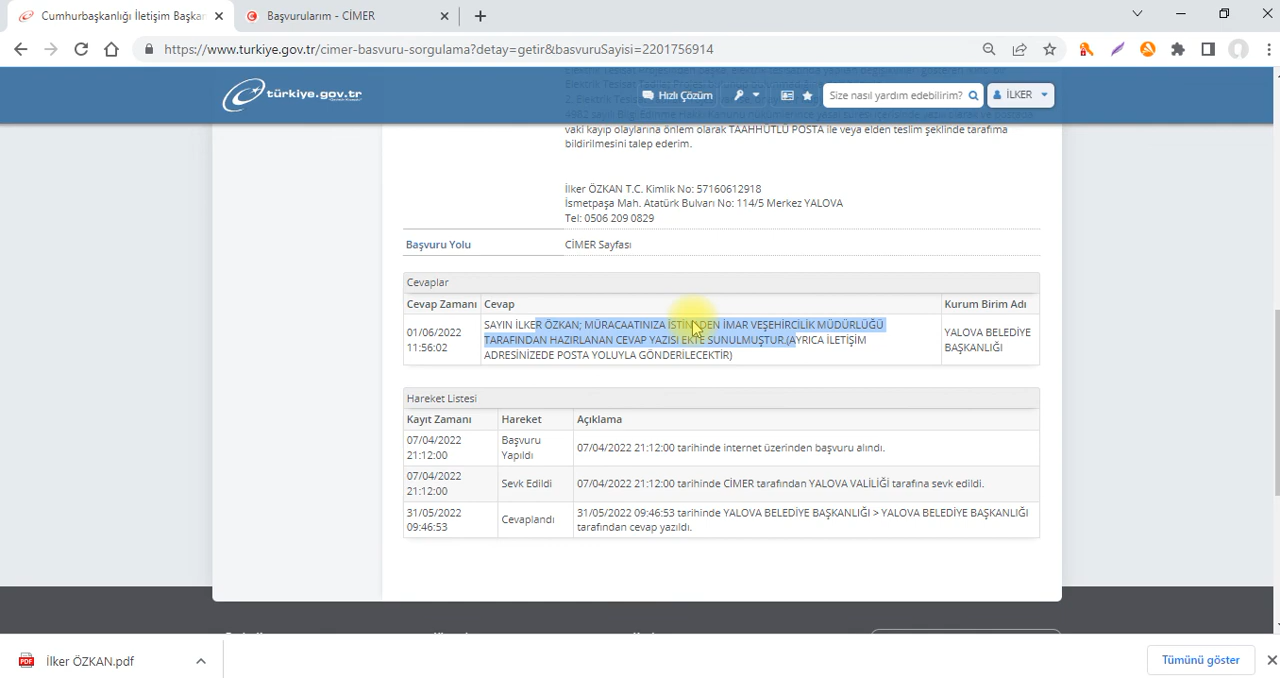 Cumhurbaşkanlığı İletişim Başkan
Başvurularım - CİMER
https://www.turkiye.gov.tr/cimer-basvuru-sorgulama?detay=getir&basvuruSayisi=2201756914
türkiye.gov.tr
Hızlı Çözüm
Size nasıl yardım edebilirim?
İLKER
vaki kayıp olaylarına önlem olarak TAAHHÜTLÜ POSTA ile veya elden teslim şeklinde tarafıma
bildirilmesini talep ederim.
İlker ÖZKAN T.C. Kimlik No: 57160612918
İsmetpaşa Mah. Atatürk Bulvarı No: 114/5 Merkez YALOVA
Tel: 0506 209 0829
Başvuru Yolu CİMER Sayfası
Cevaplar
Cevap Zamanı Cevap Kurum Birim Adı
01/06/2022
11:56:02
SAYIN İLKER ÖZKAN; MÜRACAATINIZA İSTİNADEN İMAR VEŞEHİRCİLİK MÜDÜRLÜĞÜ
TARAFINDAN HAZIRLANAN CEVAP YAZISI EKTE SUNULMUŞTUR.(AYRICA İLETİŞİM
ADRESİNİZEDE POSTA YOLUYLA GÖNDERİLECEKTİR)
YALOVA BELEDİYE
BAŞKANLIĞI
Hareket Listesi
Kayıt Zamanı Hareket Açıklama
07/04/2022
21:12:00
Başvuru
Yapıldı
07/04/2022 21:12:00 tarihinde internet üzerinden başvuru alındı.
07/04/2022
21:12:00
Sevk Edildi
07/04/2022 21:12:00 tarihinde CİMER tarafından YALOVA VALİLİĞİ tarafına sevk edildi.
31/05/2022
09:46:53
Cevaplandı
31/05/2022 09:46:53 tarihinde YALOVA BELEDİYE BAŞKANLIĞI > YALOVA BELEDİYE BAŞKANLIĞI
tarafından cevap yazıldı.
PDF
İlker ÖZKAN.pdf
Tümünü göster